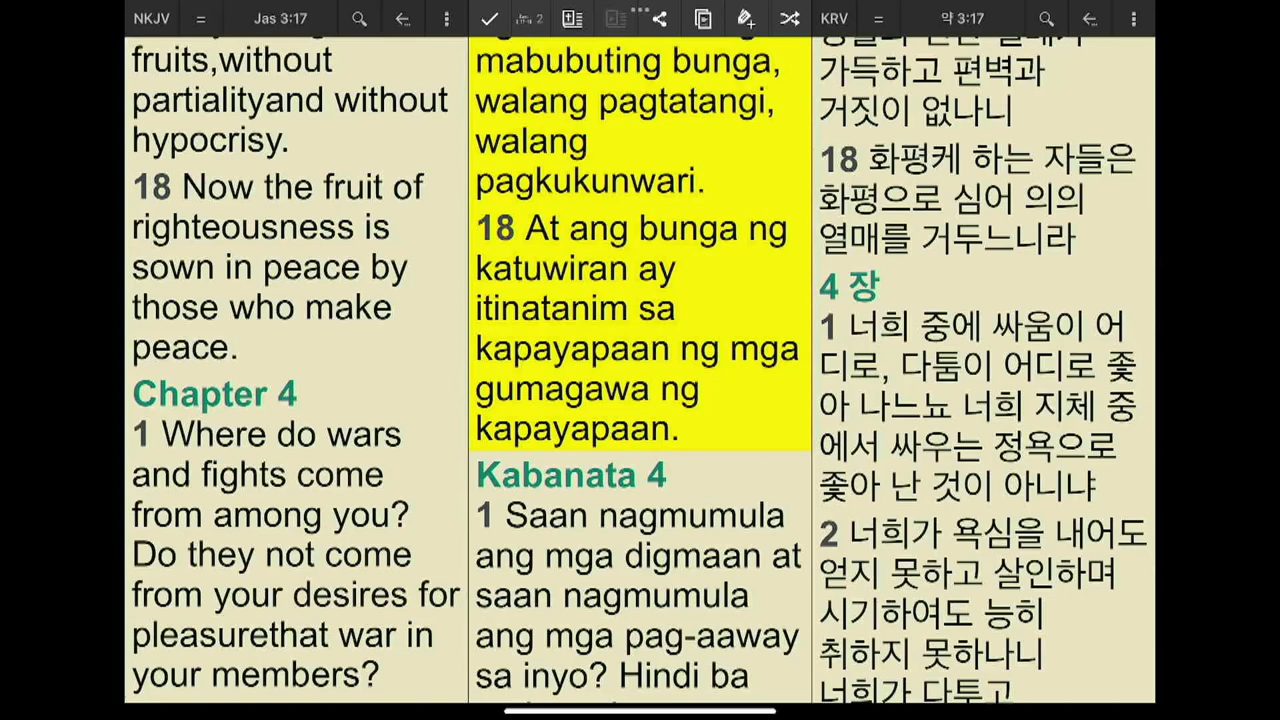 NKJV = Jas 3:17
fruits,without
partialityand without
hypocrisy.
18 Now the fruit of
righteousness is
sown in peace by
those who make
peace.
Chapter 4
1 Where do wars
and fights come
from among you?
Do they not come
from your desires for
pleasurethat war in
your members?
2
mabubuting bunga,
walang pagtatangi,
walang
pagkukunwari.
18 At ang bunga ng
katuwiran ay
itinatanim sa
kapayapaan ng mga
gumagawa ng
kapayapaan.
Kabanata 4
1 Saan nagmumula
ang mga digmaan at
saan nagmumula
ang mga pag-aaway
sa inyo? Hindi ba
KRV = 약 3:17
가득하고 편벽과
거짓이 없나니
18 화평케 하는 자들은
화평으로 심어 의의
열매를 거두느니라
4 장
1 너희 중에 싸움이 어
디로, 다툼이 어디로 좇
아 나느뇨 너희 지체 중
에서 싸우는 정욕으로
좇아 난 것이 아니냐
2 너희가 욕심을 내어도
얻지 못하고 살인하며
시기하여도 능히
취하지 못하나니
너희가 다투고